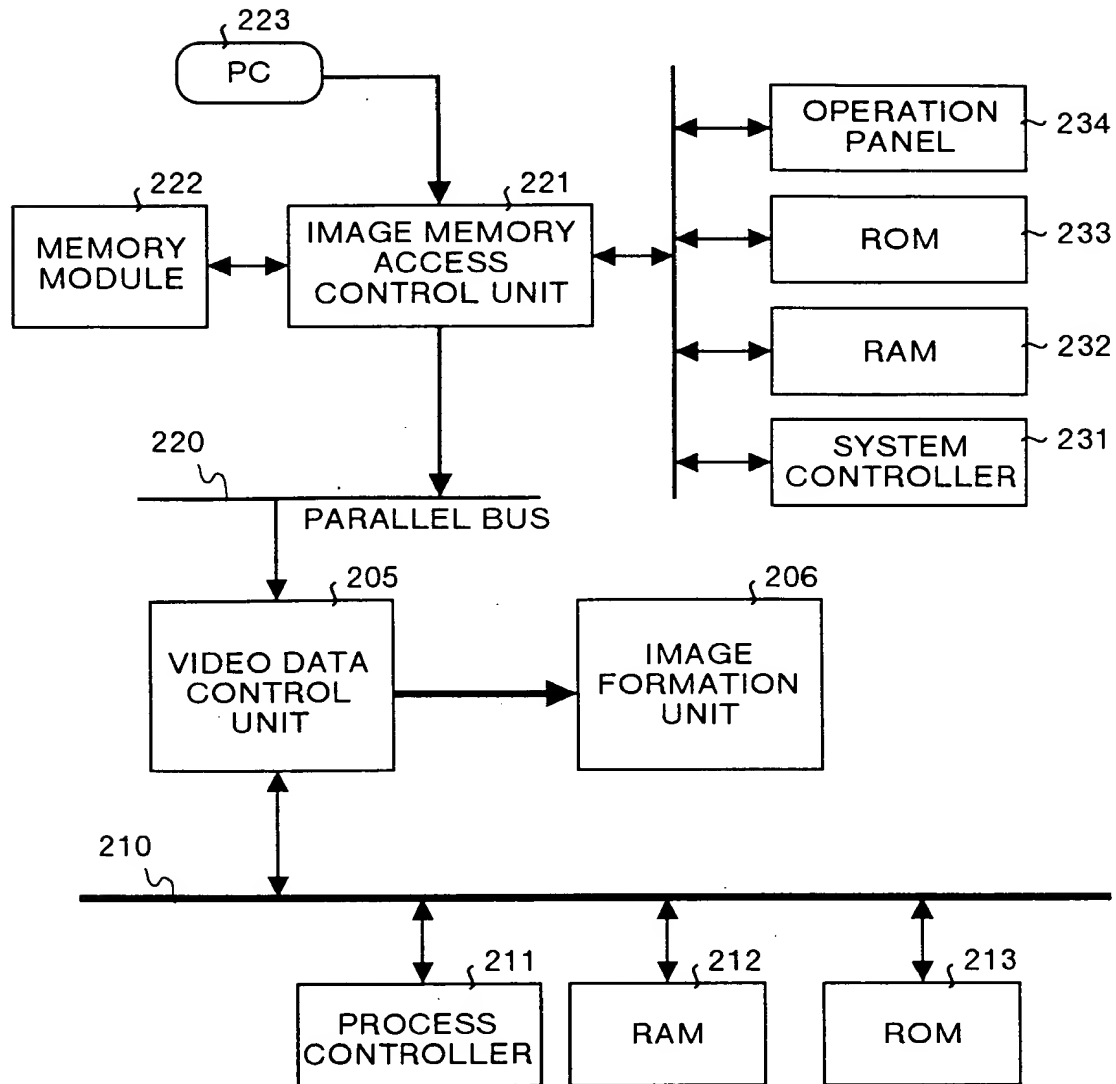 223
PC
OPERATION
PANEL
234
222
221
MEMORY
MODULE
IMAGE MEMORY
ACCESS
CONTROL UNIT
ROM
233
RAM
232
220
PARALLEL BUS
SYSTEM
CONTROLLER
231
205
206
VIDEO DATA
CONTROL
UNIT
IMAGE
FORMATION
UNIT
210
211
212
213
PROCESS
CONTROLLER
RAM
ROM